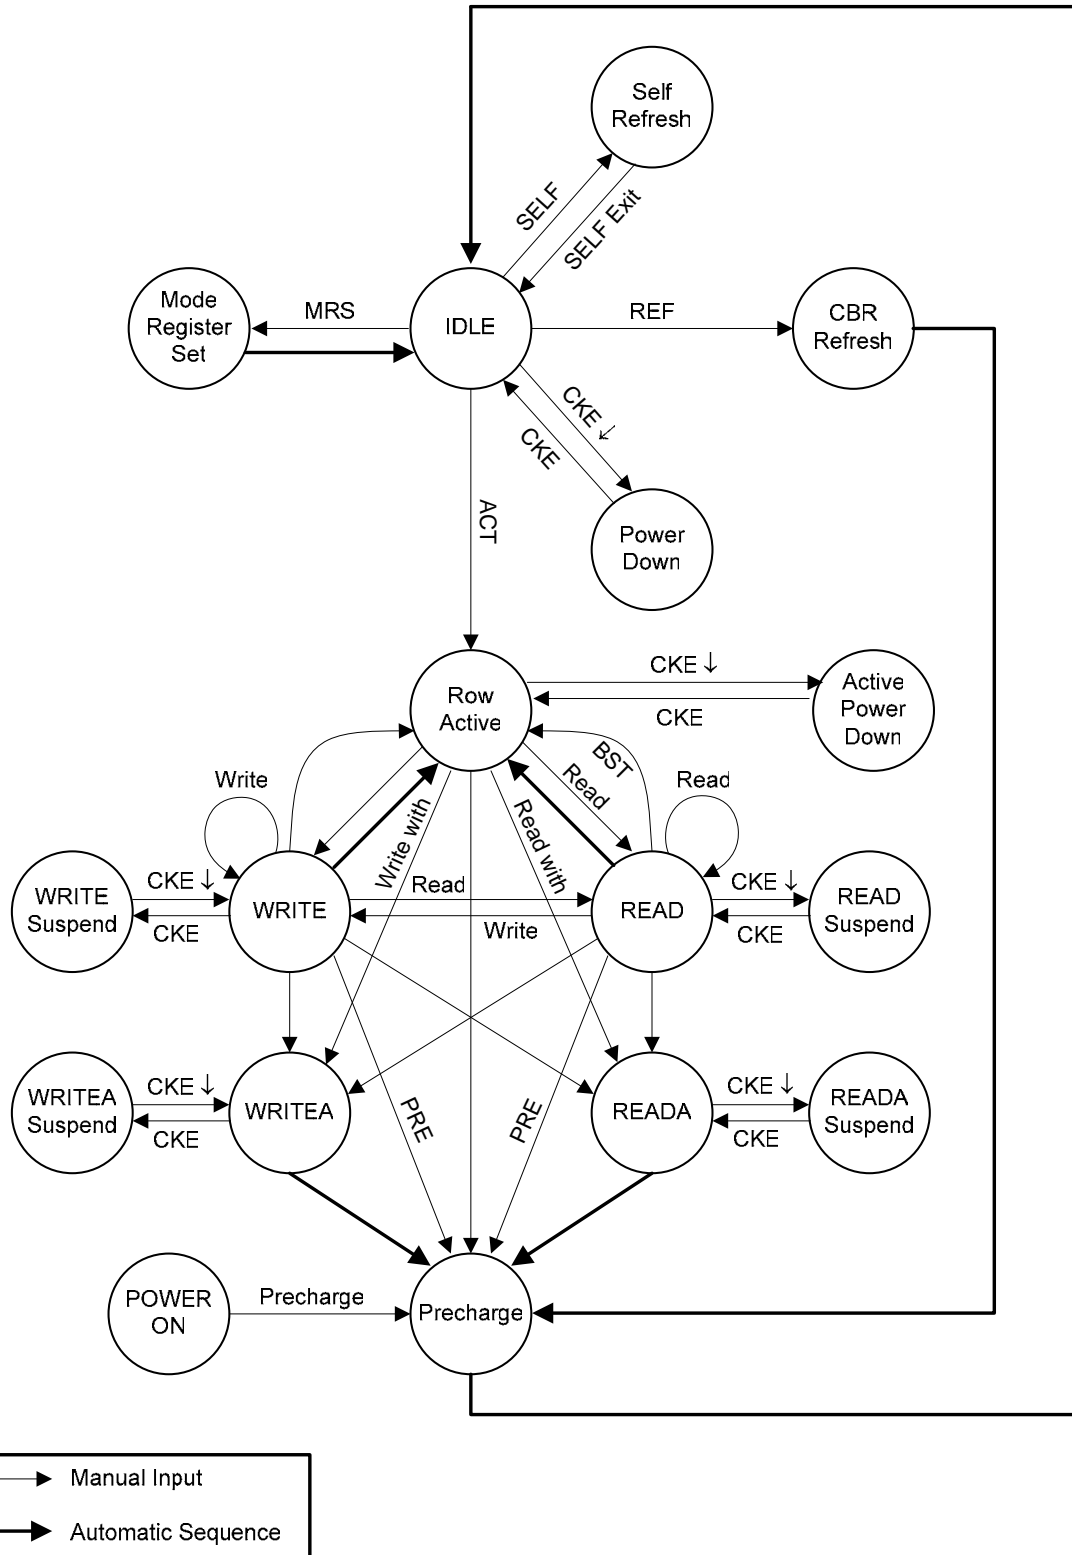 Self
Refresh
SELF
SELF Exit
Mode
Register
Set
MRS
IDLE
REF
CBR
Refresh
CKE ↓
CKE
ACT
Power
Down
Row
Active
CKE ↓
CKE
Active
Power
Down
BST
Read
Write
Read
Write with
Read with
WRITE
Suspend
CKE ↓
CKE
WRITE
Read
Write
READ
CKE ↓
CKE
READ
Suspend
WRITEA
Suspend
CKE ↓
CKE
WRITEA
PRE
PRE
READA
CKE ↓
CKE
READA
Suspend
POWER
ON
Precharge
Precharge
Manual Input
Automatic Sequence